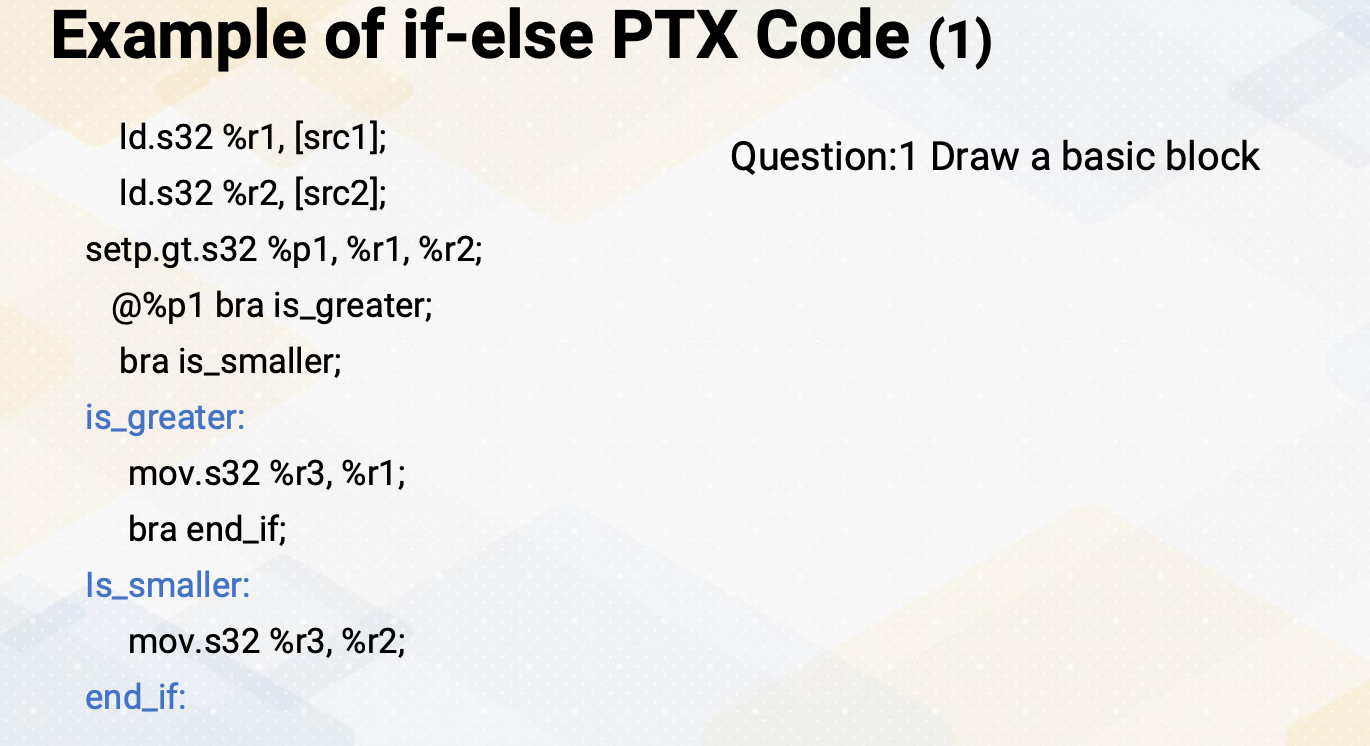 Example of if-else PTX Code (1)
ld.s32 %r1, [src1];
ld.s32 %r2, [src2];
setp.gt.s32 %p1, %r1, %r2;
@%p1 bra is_greater;
bra is_smaller;
is_greater:
mov.s32 %r3, %r1;
bra end_if;
Is_smaller:
mov.s32 %r3, %r2;
end_if:
Question:1 Draw a basic block